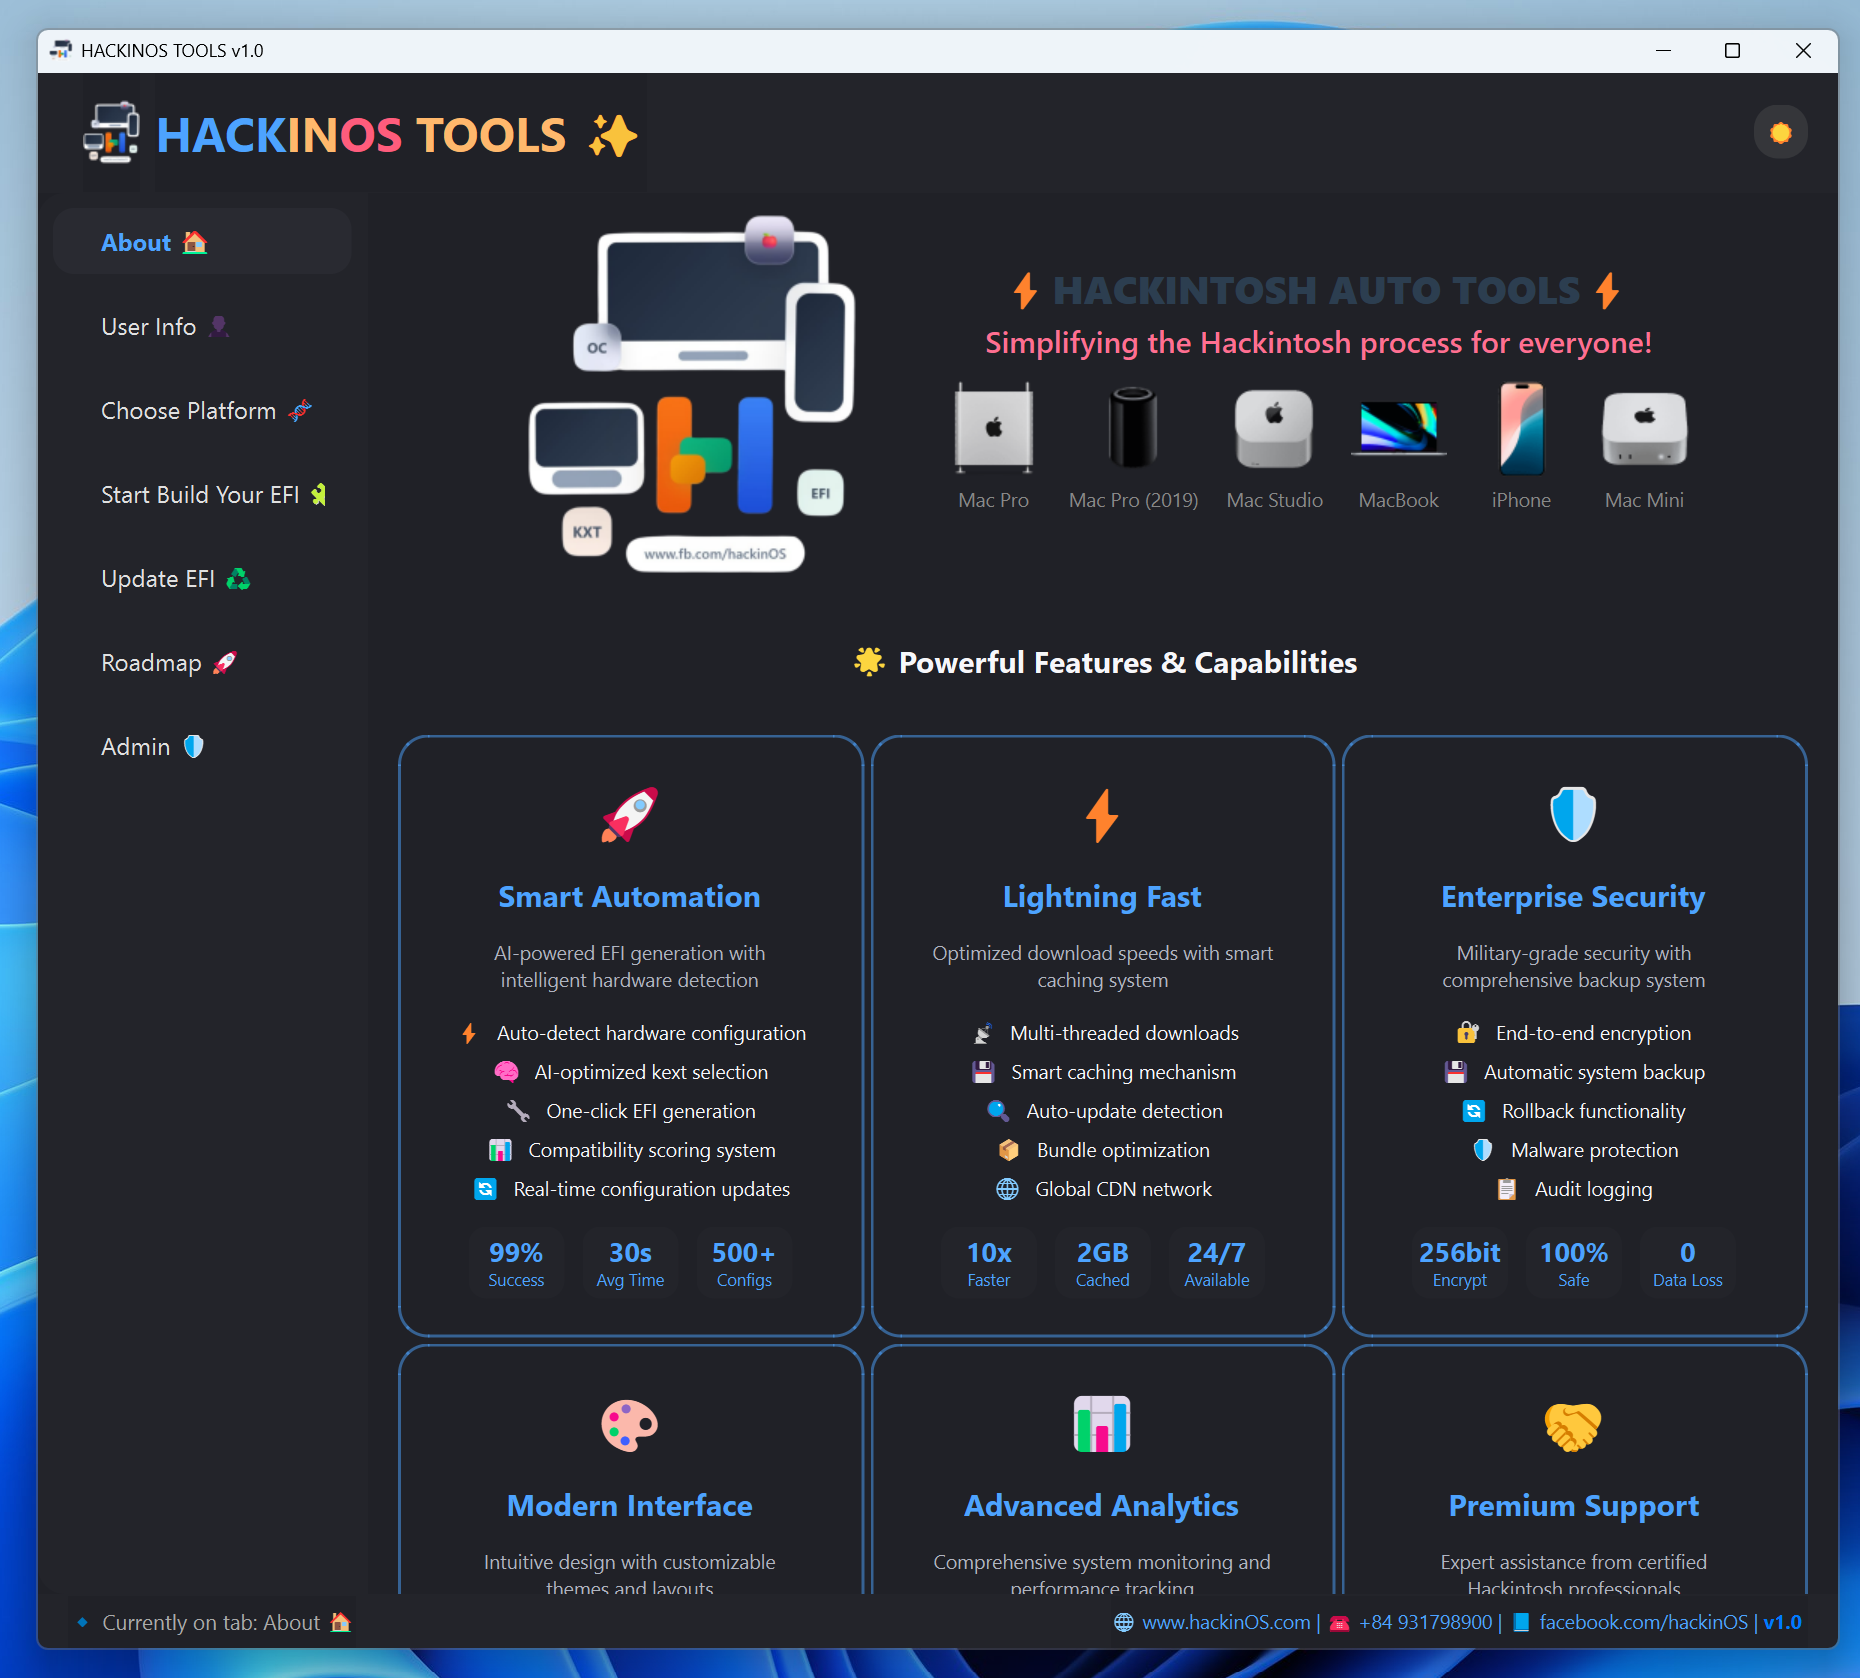 HACKINOS TOOLS v1.0
HACKINOS TOOLS
About
User Info
Choose Platform
Start Build Your EFI
Update EFI
Roadmap
Admin
OC
EFI
KXT
www.fb.com/hackinOS
HACKINTOSH AUTO TOOLS
Simplifying the Hackintosh process for everyone!
Mac Pro
Mac Pro (2019)
Mac Studio
MacBook
iPhone
Mac Mini
Powerful Features & Capabilities
Smart Automation
AI-powered EFI generation with
intelligent hardware detection
Auto-detect hardware configuration
AI-optimized kext selection
One-click EFI generation
Compatibility scoring system
Real-time configuration updates
99%
Success
30s
Avg Time
500+
Configs
Lightning Fast
Optimized download speeds with smart
caching system
Multi-threaded downloads
Smart caching mechanism
Auto-update detection
Bundle optimization
Global CDN network
10x
Faster
2GB
Cached
24/7
Available
Enterprise Security
Military-grade security with
comprehensive backup system
End-to-end encryption
Automatic system backup
Rollback functionality
Malware protection
Audit logging
256bit
Encrypt
100%
Safe
0
Data Loss
Modern Interface
Intuitive design with customizable
themes and layouts
Advanced Analytics
Comprehensive system monitoring and
performance tracking
Premium Support
Expert assistance from certified
Hackintosh professionals
Currently on tab: About
www.hackinOS.com | +84 931798900 | facebook.com/hackinOS | v1.0